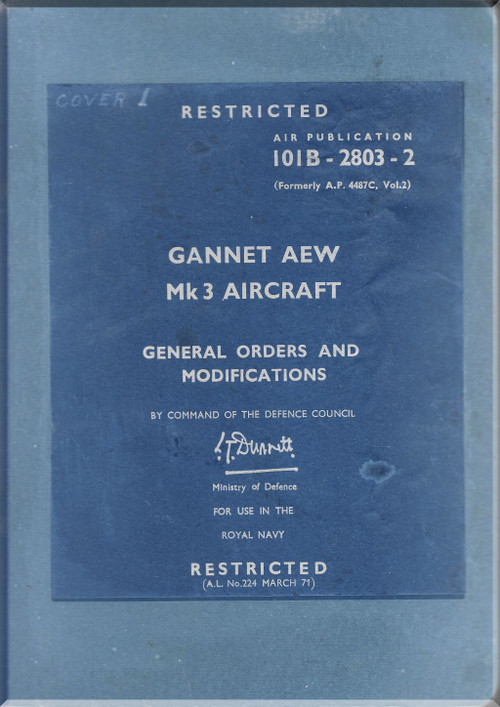 COVER 1
RESTRICTED
AIR PUBLICATION
101B - 2803 - 2
(Formerly A.P. 4487C, Vol.2)
GANNET AEW
Mk 3 AIRCRAFT
GENERAL ORDERS AND
MODIFICATIONS
BY COMMAND OF THE DEFENCE COUNCIL
L.T.Dunnett.
Ministry of Defence
FOR USE IN THE
ROYAL NAVY
RESTRICTED
(A.L. No.224 MARCH 71)